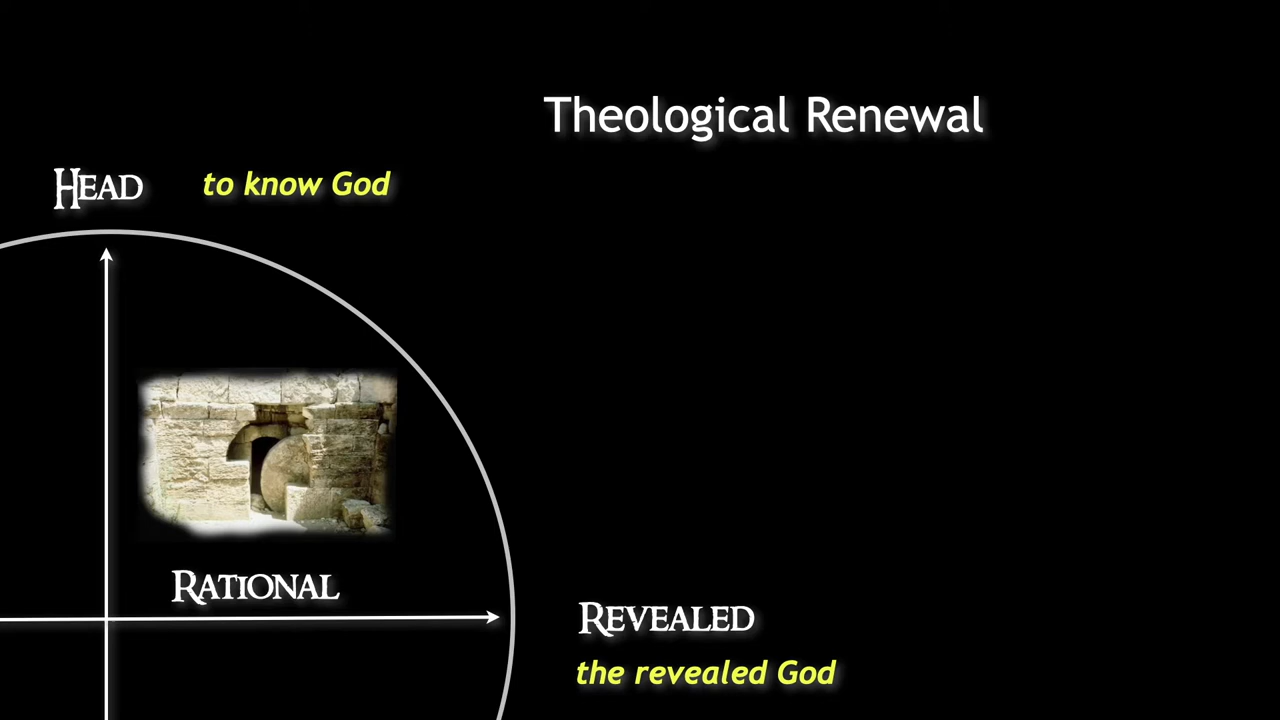 Theological Renewal
Head to know God
Rational
Revealed
the revealed God